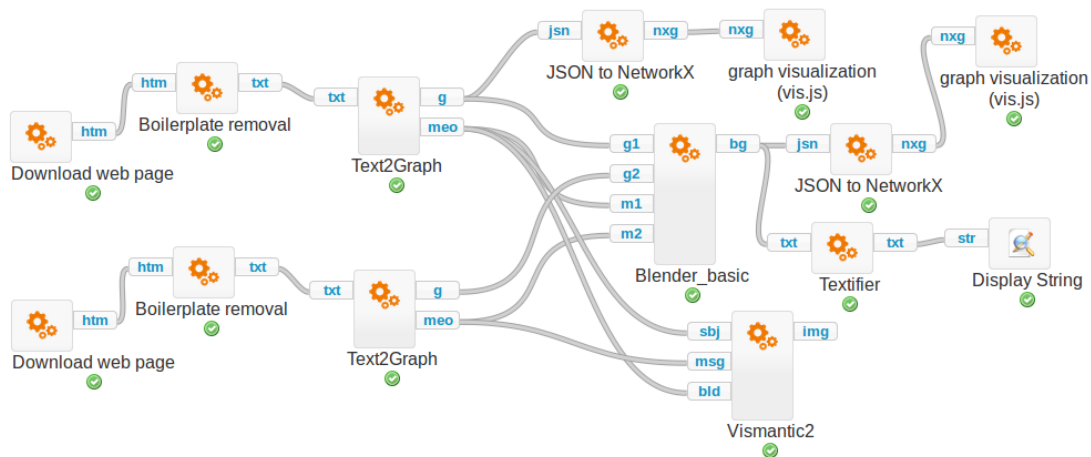 jsn
nxg
nxg
JSON to NetworkX
graph visualization
(vis.js)
nxg
graph visualization
(vis.js)
htm
txt
Boilerplate removal
txt
g
meo
Text2Graph
htm
Download web page
g1
g2
m1
m2
bg
Blender_basic
jsn
nxg
JSON to NetworkX
txt
txt
Textifier
str
Display String
htm
txt
Boilerplate removal
txt
g
meo
Text2Graph
htm
Download web page
sbj
msg
bld
img
Vismantic2